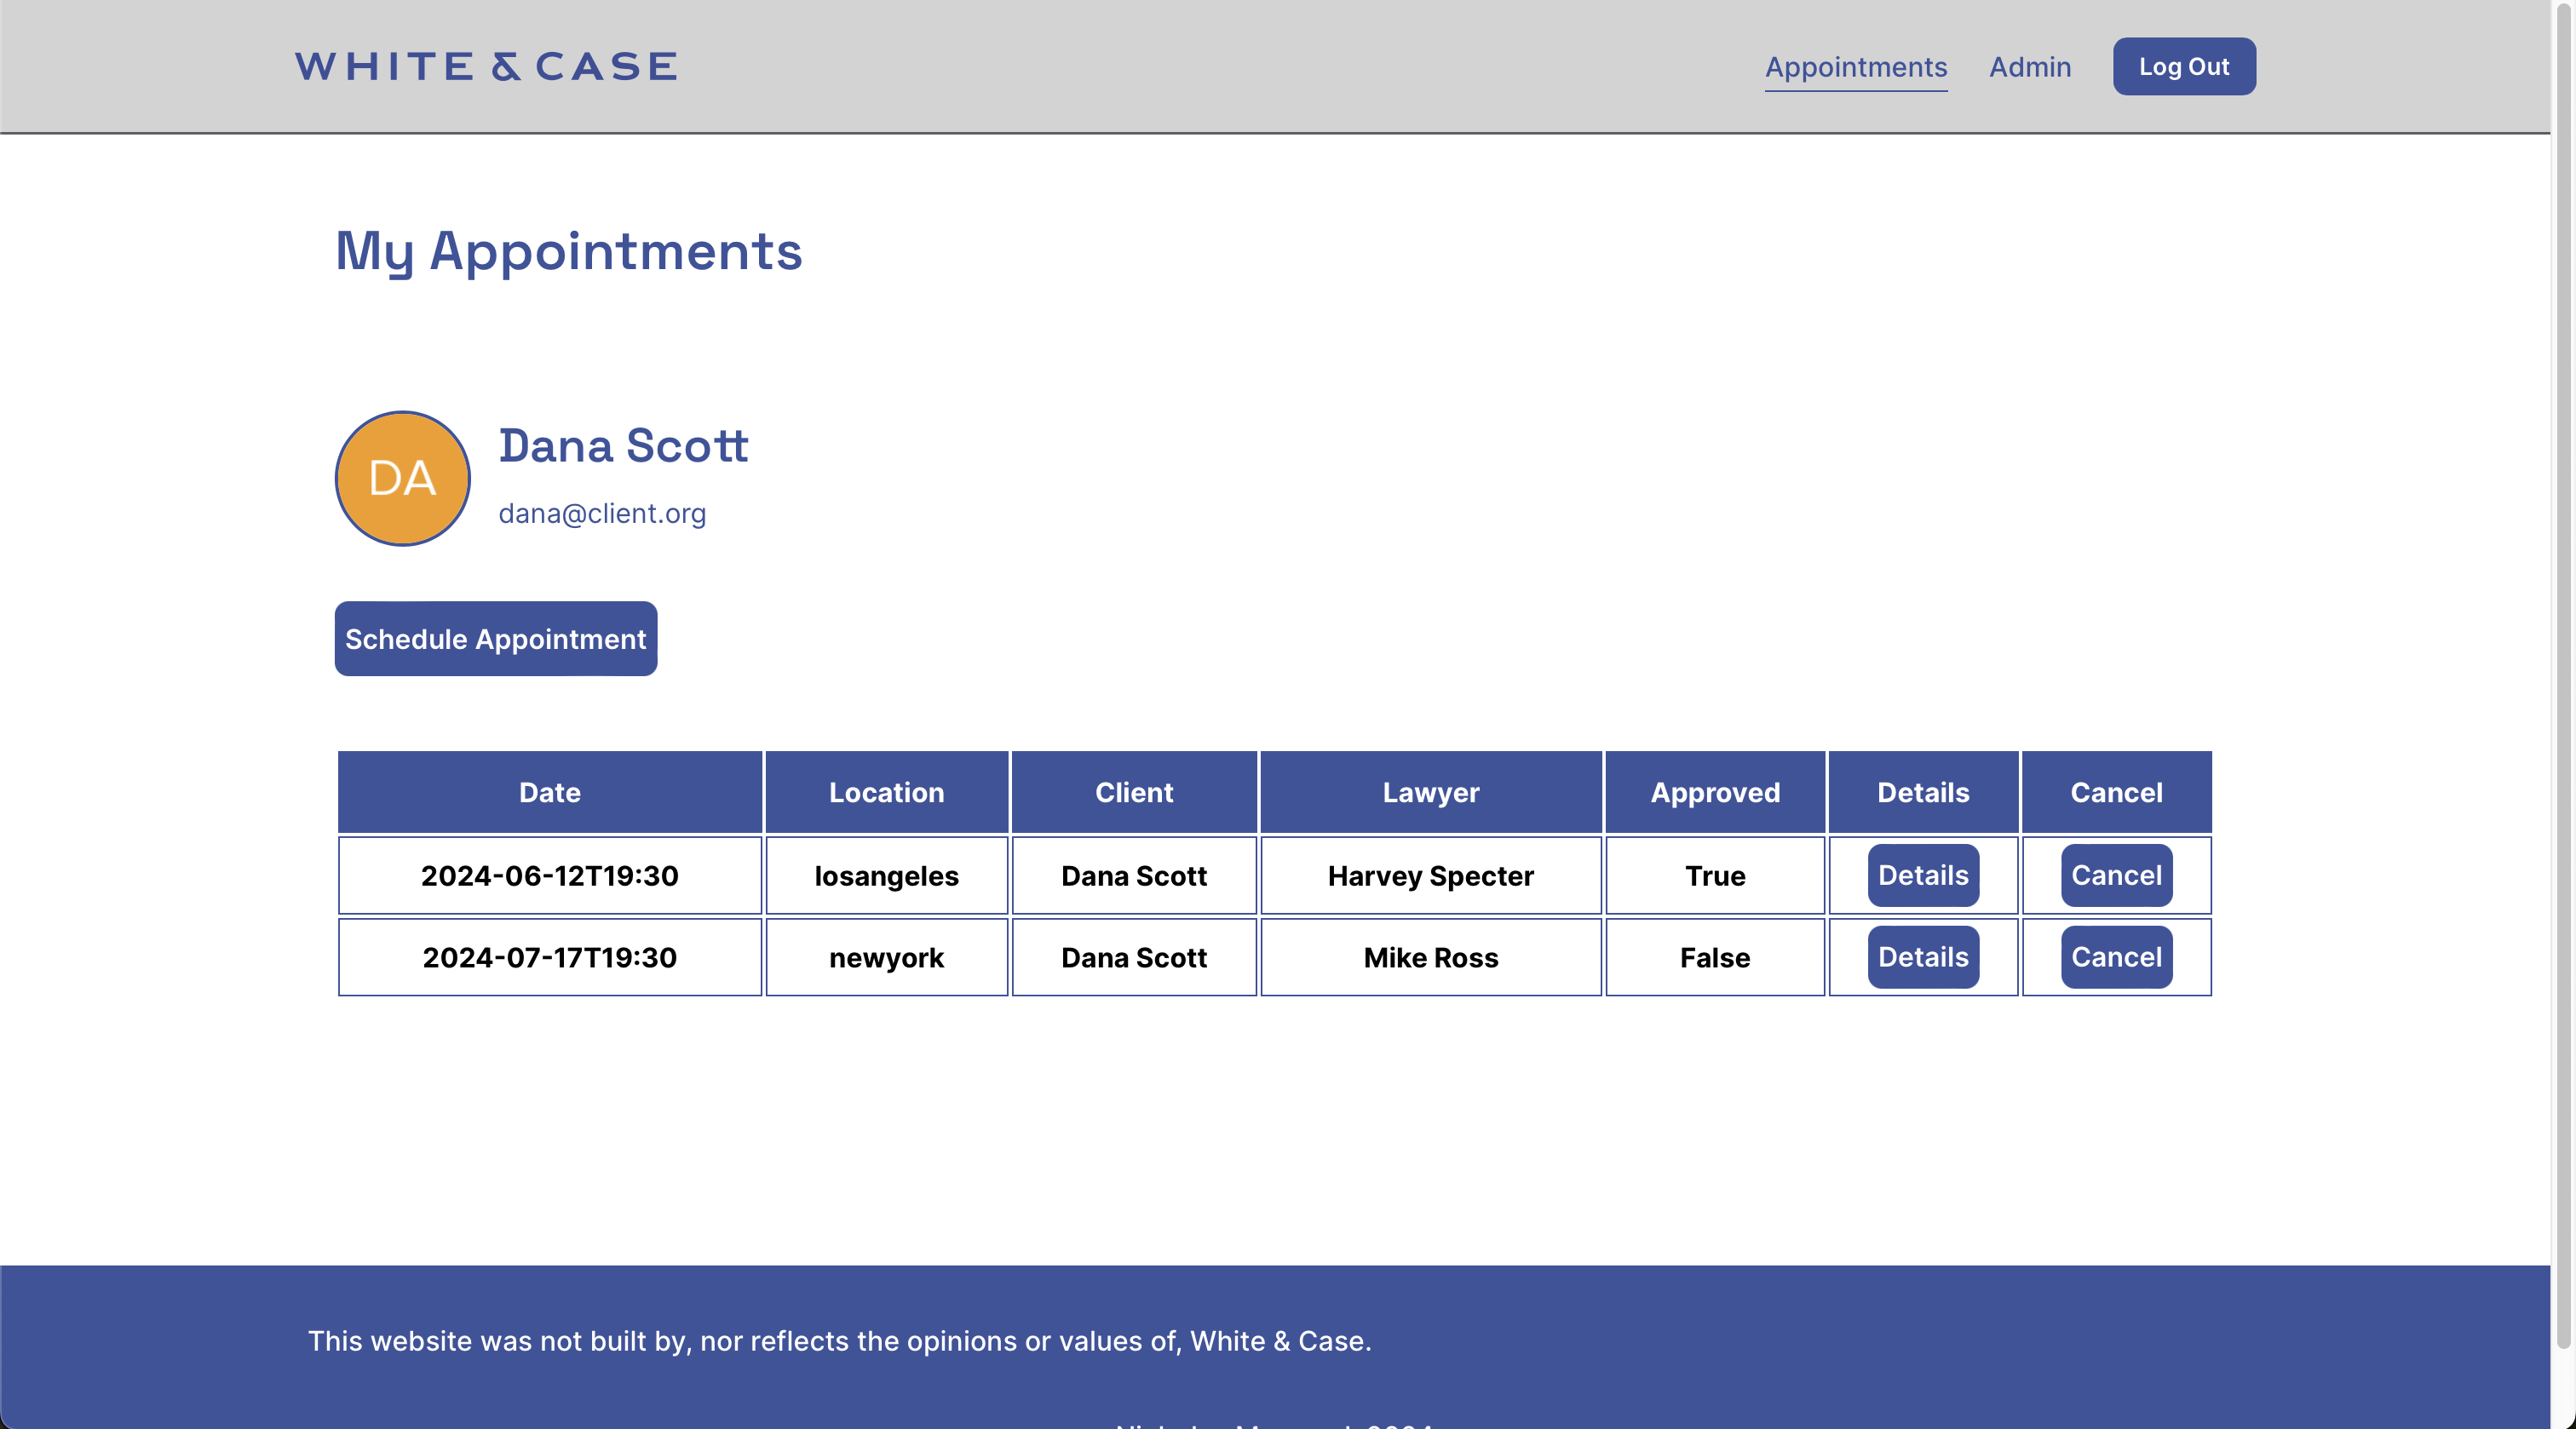 WHITE & CASE Appointments Admin Log Out
My Appointments
DA
Dana Scott
dana@client.org
Schedule Appointment
Date Location Client Lawyer Approved Details Cancel
2024-06-12T19:30 losangeles Dana Scott Harvey Specter True Details Cancel
2024-07-17T19:30 newyork Dana Scott Mike Ross False Details Cancel
This website was not built by, nor reflects the opinions or values of, White & Case.